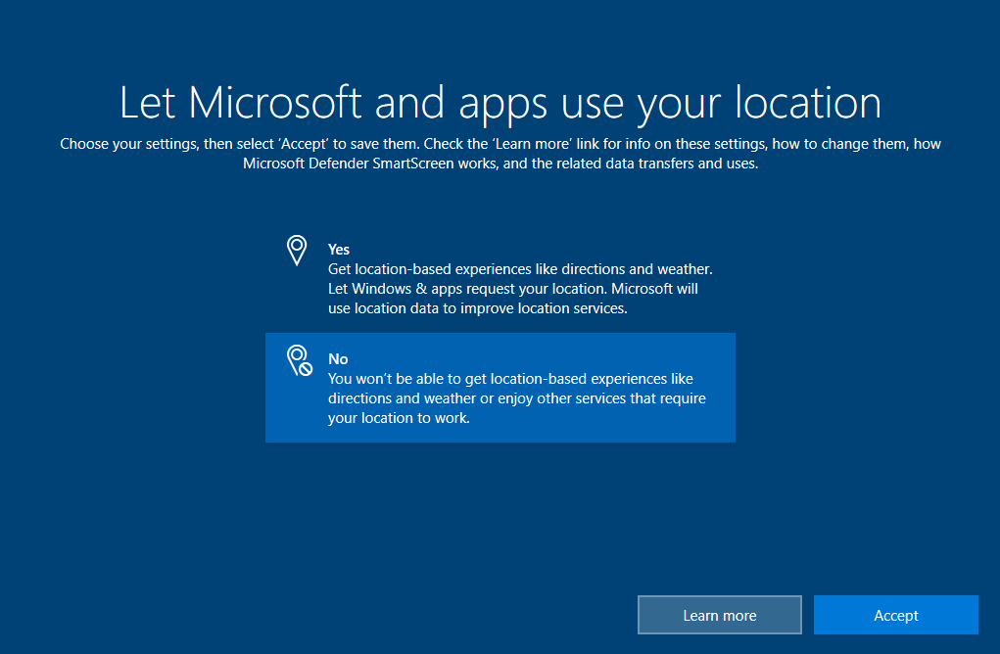 Let Microsoft and apps use your location
Choose your settings, then select ‘Accept’ to save them. Check the ‘Learn more’ link for info on these settings, how to change them, how
Microsoft Defender SmartScreen works, and the related data transfers and uses.
Yes
Get location-based experiences like directions and weather.
Let Windows & apps request your location. Microsoft will
use location data to improve location services.
No
You won’t be able to get location-based experiences like
directions and weather or enjoy other services that require
your location to work.
Learn more
Accept